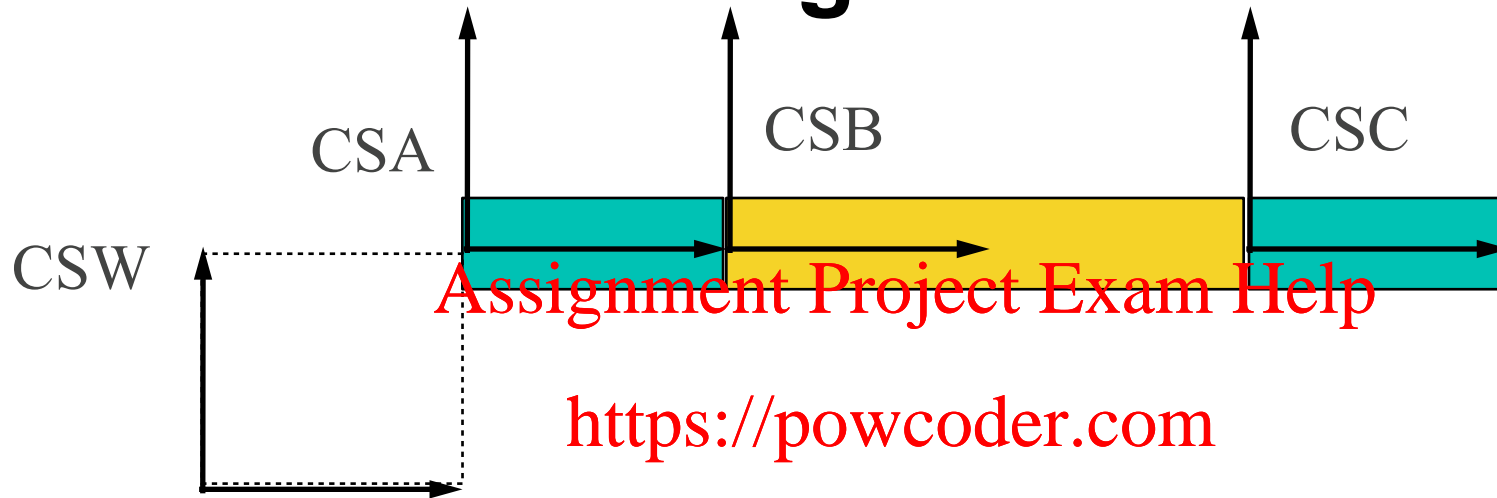 CSB
CSC
CSA
CSW
Assignment Project Exam Help
https://powcoder.com